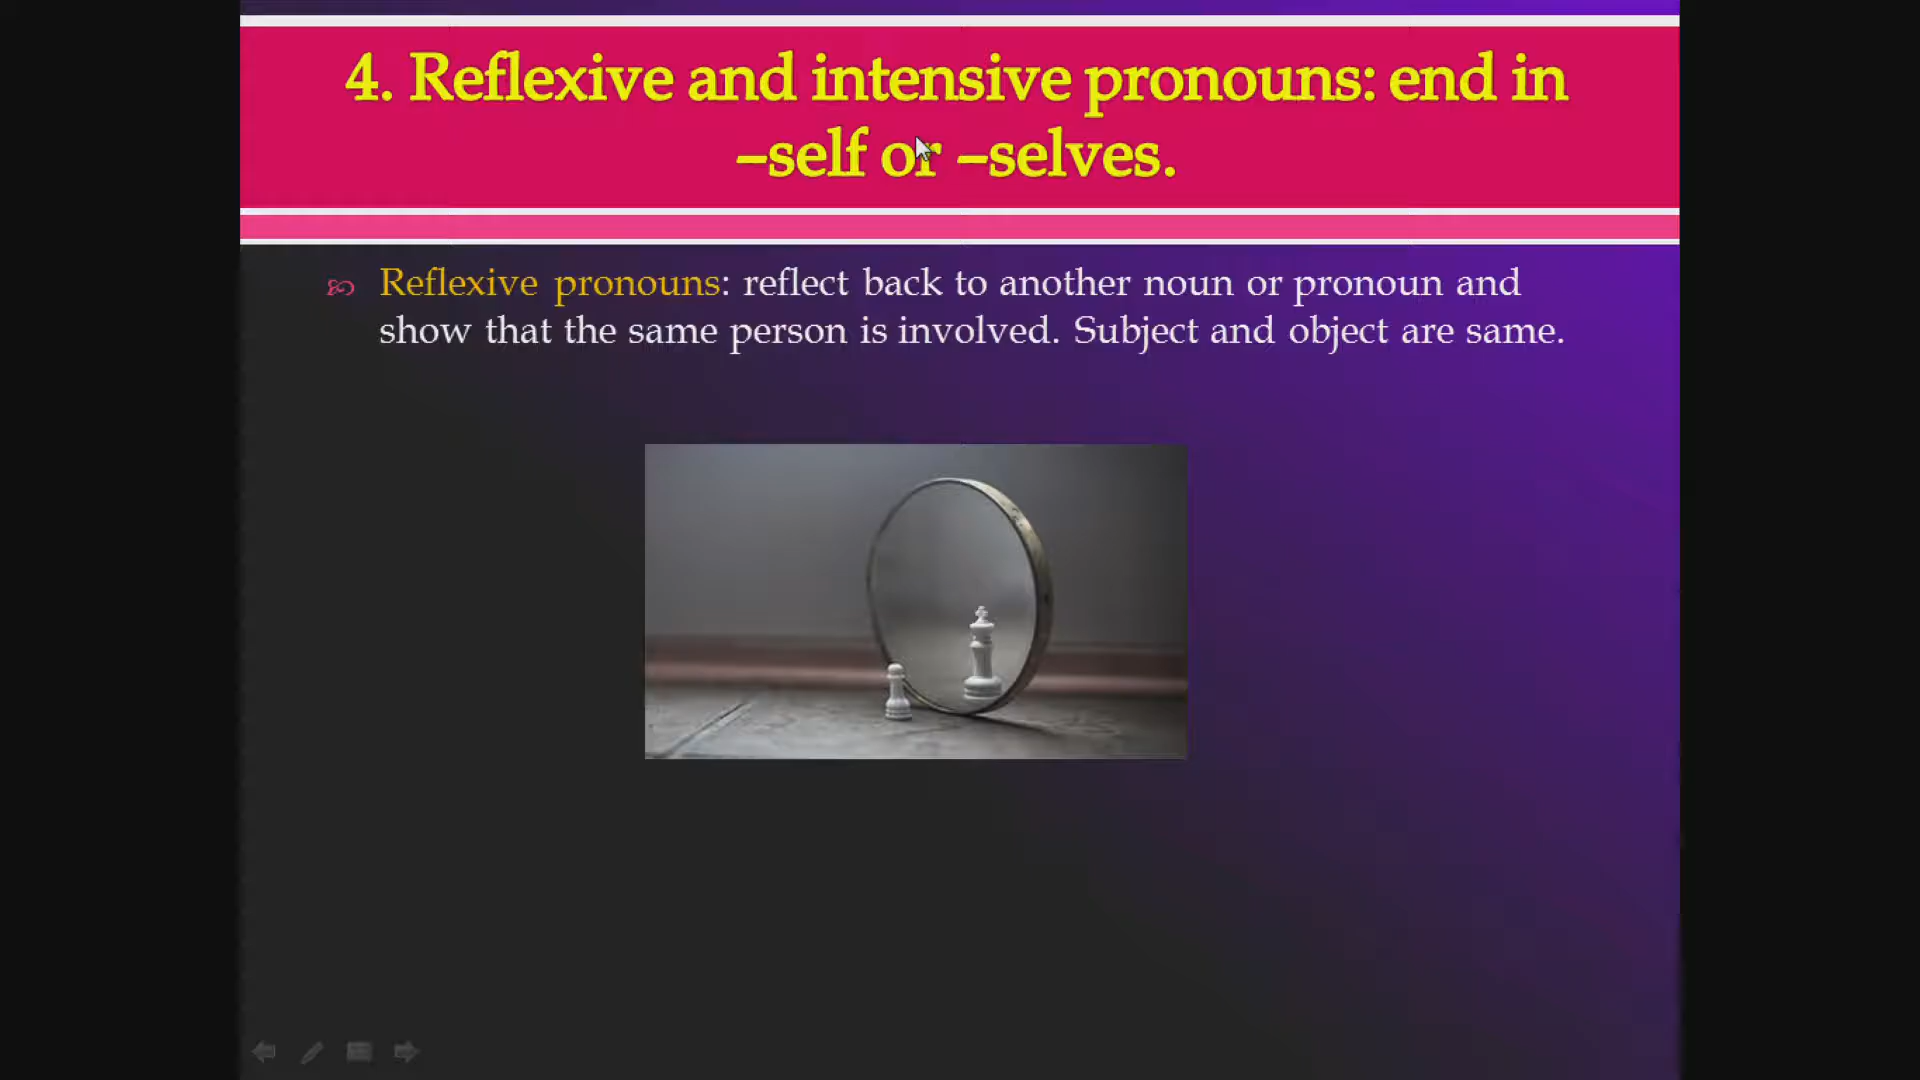 4. Reflexive and intensive pronouns: end in
–self or –selves.
Reflexive pronouns: reflect back to another noun or pronoun and
show that the same person is involved. Subject and object are same.